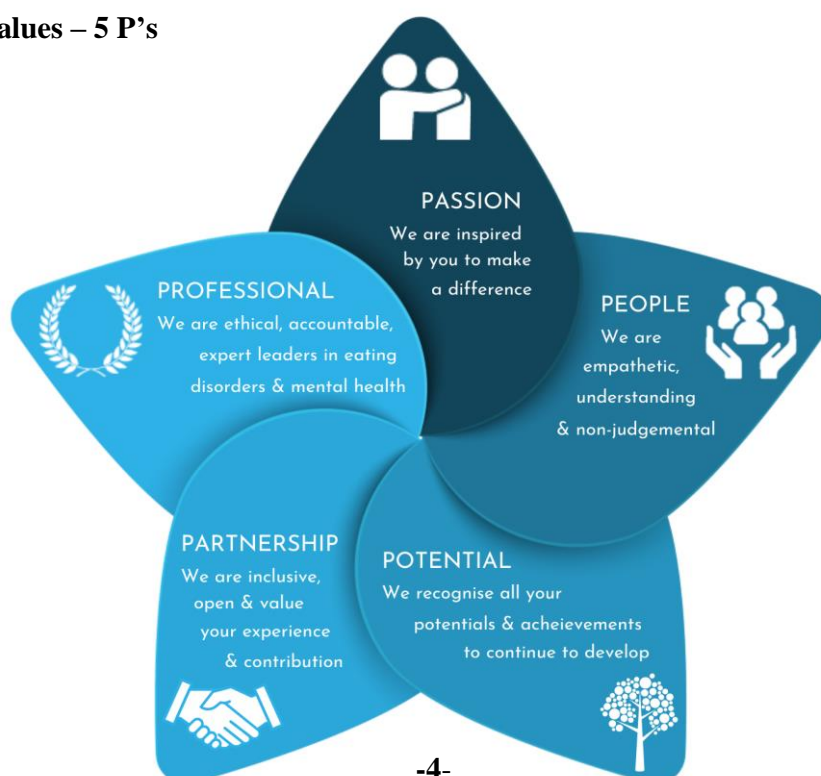 alues – 5 P’s
PASSION
We are inspired
by you to make
a difference
PEOPLE
We are
empathetic,
understanding
& non-judgemental
POTENTIAL
We recognise all your
potentials & acheievements
to continue to develop
PARTNERSHIP
We are inclusive,
open & value
your experience
& contribution
PROFESSIONAL
We are ethical, accountable,
expert leaders in eating
disorders & mental health
-4-